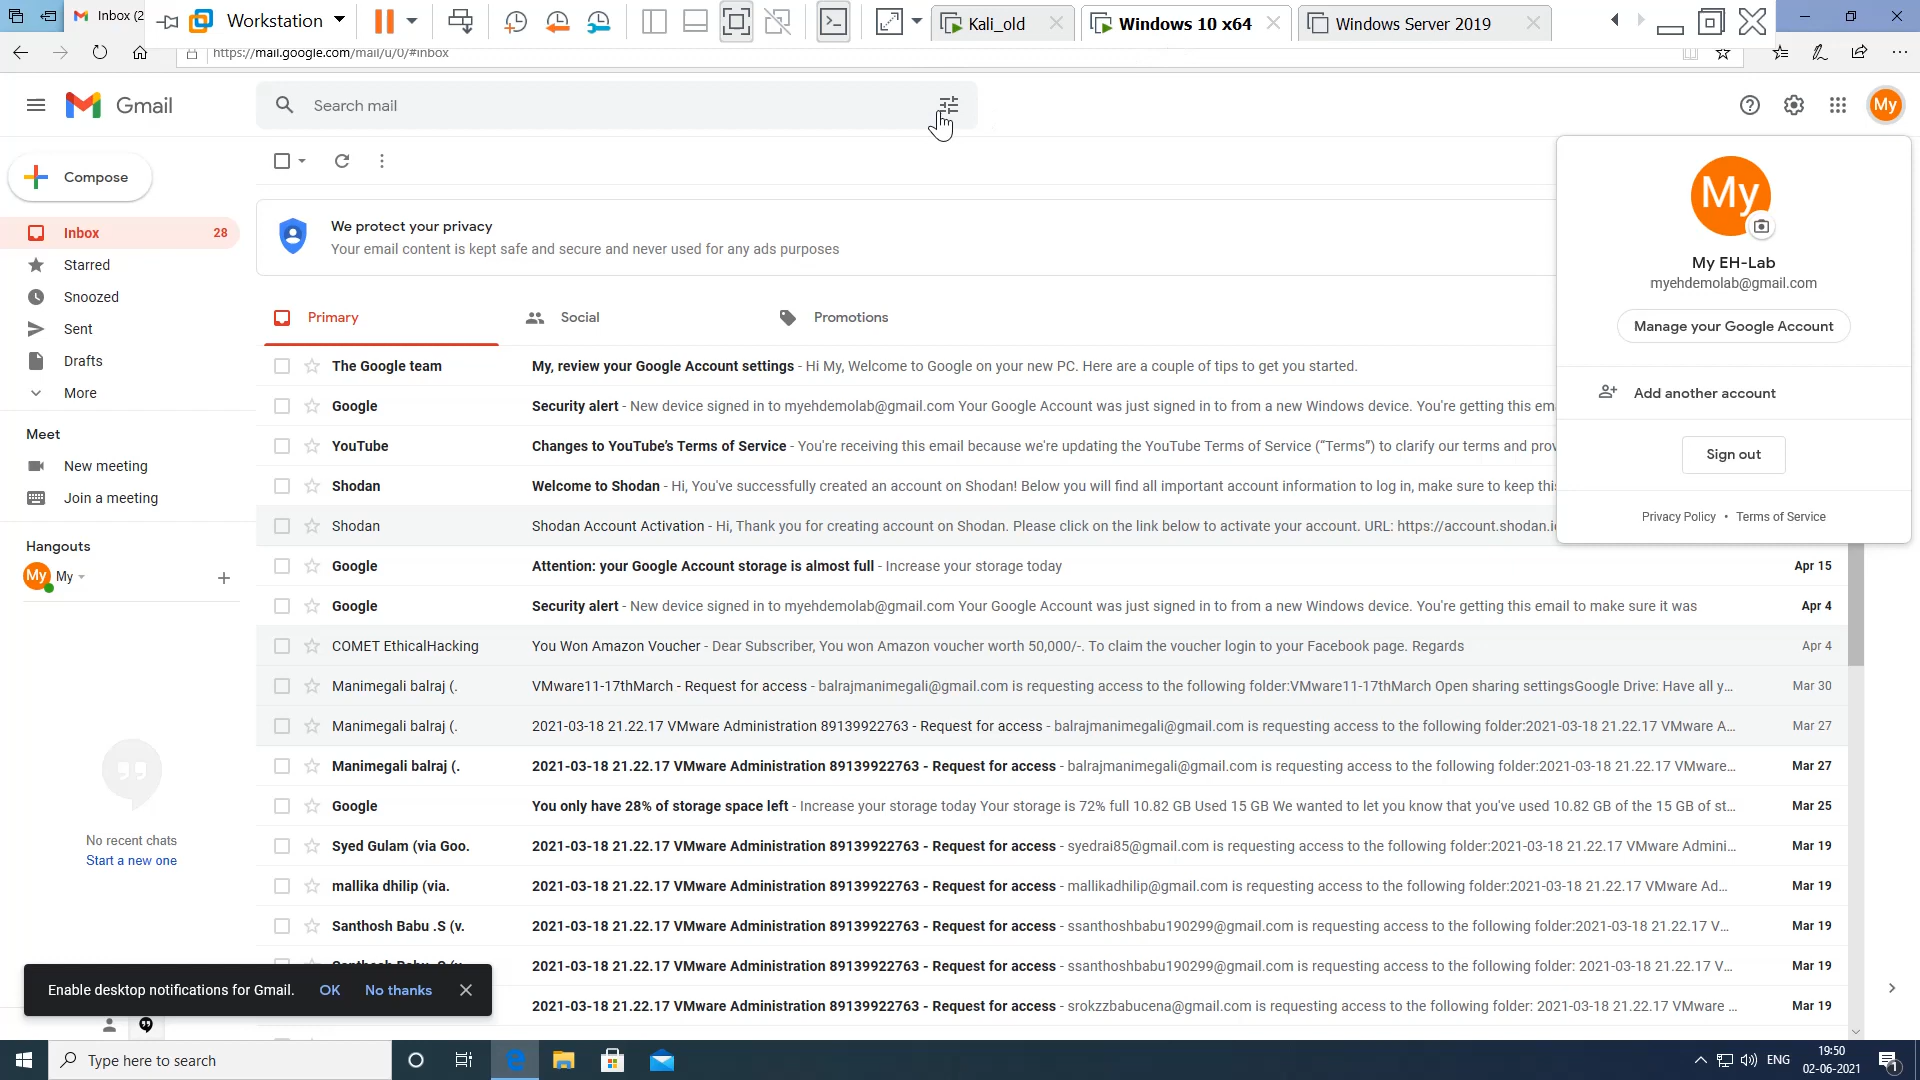 Inbox (2
Workstation
Kali_old
Windows 10 x64
Windows Server 2019
https://mail.google.com/mail/u/0/#inbox
Gmail
Search mail
My
Compose
We protect your privacy
Your email content is kept safe and secure and never used for any ads purposes
My
My EH-Lab
myehdemolab@gmail.com
Manage your Google Account
Add another account
Sign out
Privacy Policy • Terms of Service
Inbox 28
Starred
Snoozed
Sent
Drafts
More
Meet
New meeting
Join a meeting
Hangouts
My My
No recent chats
Start a new one
Primary Social Promotions
The Google team My, review your Google Account settings - Hi My, Welcome to Google on your new PC. Here are a couple of tips to get you started.
Google Security alert - New device signed in to myehdemolab@gmail.com Your Google Account was just signed in to from a new Windows device. You're getting this em
YouTube Changes to YouTube's Terms of Service - You're receiving this email because we're updating the YouTube Terms of Service (“Terms”) to clarify our terms and prov
Shodan Welcome to Shodan - Hi, You've successfully created an account on Shodan! Below you will find all important account information to log in, make sure to keep this
Shodan Shodan Account Activation - Hi, Thank you for creating account on Shodan. Please click on the link below to activate your account. URL: https://account.shodan.i
Google Attention: your Google Account storage is almost full - Increase your storage today Apr 15
Google Security alert - New device signed in to myehdemolab@gmail.com Your Google Account was just signed in to from a new Windows device. You're getting this email to make sure it was Apr 4
COMET EthicalHacking You Won Amazon Voucher - Dear Subscriber, You won Amazon voucher worth 50,000/-. To claim the voucher login to your Facebook page. Regards Apr 4
Manimegali balraj (. VMware11-17thMarch - Request for access - balrajmanimegali@gmail.com is requesting access to the following folder:VMware11-17thMarch Open sharing settingsGoogle Drive: Have all y... Mar 30
Manimegali balraj (. 2021-03-18 21.22.17 VMware Administration 89139922763 - Request for access - balrajmanimegali@gmail.com is requesting access to the following folder:2021-03-18 21.22.17 VMware A... Mar 27
Manimegali balraj (. 2021-03-18 21.22.17 VMware Administration 89139922763 - Request for access - balrajmanimegali@gmail.com is requesting access to the following folder:2021-03-18 21.22.17 VMware... Mar 27
Google You only have 28% of storage space left - Increase your storage today Your storage is 72% full 10.82 GB Used 15 GB We wanted to let you know that you've used 10.82 GB of the 15 GB of st... Mar 25
Syed Gulam (via Goo. 2021-03-18 21.22.17 VMware Administration 89139922763 - Request for access - syedrai85@gmail.com is requesting access to the following folder:2021-03-18 21.22.17 VMware Admini... Mar 19
mallika dhilip (via. 2021-03-18 21.22.17 VMware Administration 89139922763 - Request for access - mallikadhilip@gmail.com is requesting access to the following folder:2021-03-18 21.22.17 VMware Ad... Mar 19
Santhosh Babu .S (v. 2021-03-18 21.22.17 VMware Administration 89139922763 - Request for access - ssanthoshbabu190299@gmail.com is requesting access to the following folder:2021-03-18 21.22.17 V... Mar 19
2021-03-18 21.22.17 VMware Administration 89139922763 - Request for access - ssanthoshbabu190299@gmail.com is requesting access to the following folder: 2021-03-18 21.22.17 V... Mar 19
2021-03-18 21.22.17 VMware Administration 89139922763 - Request for access - srokzzbabucena@gmail.com is requesting access to the following folder: 2021-03-18 21.22.17 VMware ... Mar 19
Enable desktop notifications for Gmail. OK No thanks
Type here to search
ENG
19:50
02-06-2021
1